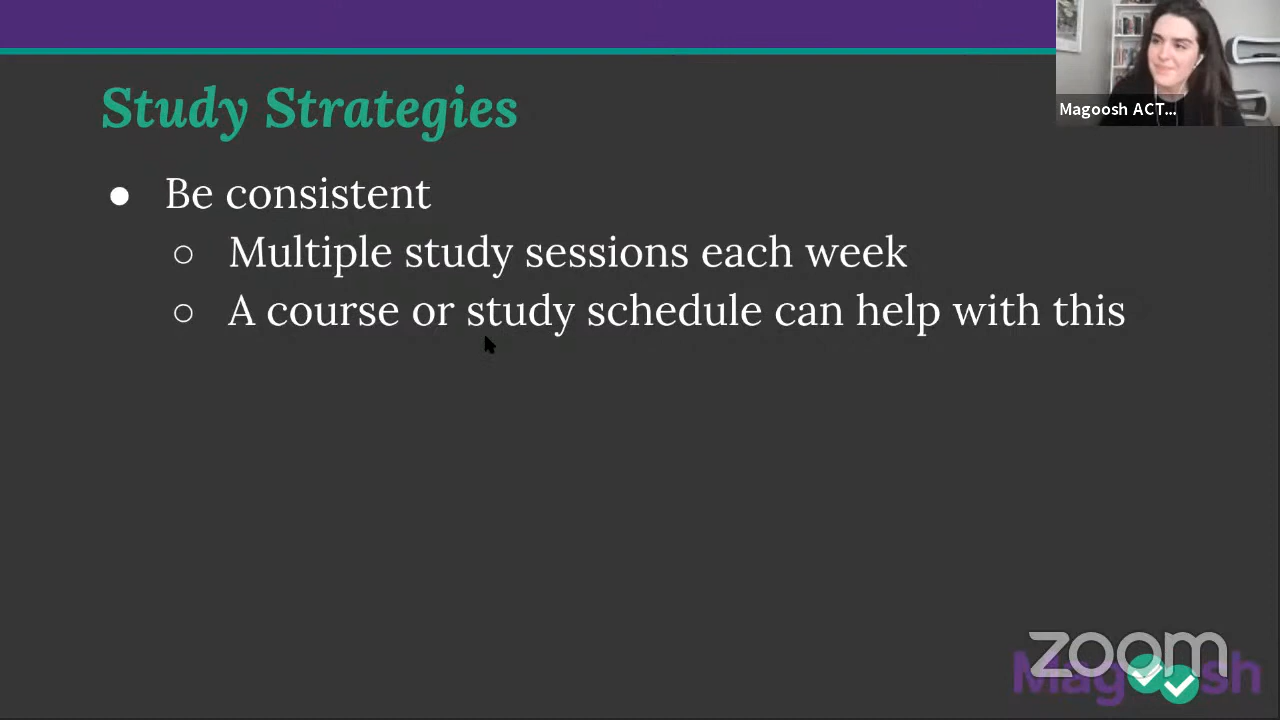 Magoosh ACT...
Study Strategies
● Be consistent
○ Multiple study sessions each week
○ A course or study schedule can help with this
zoom
Magoosh